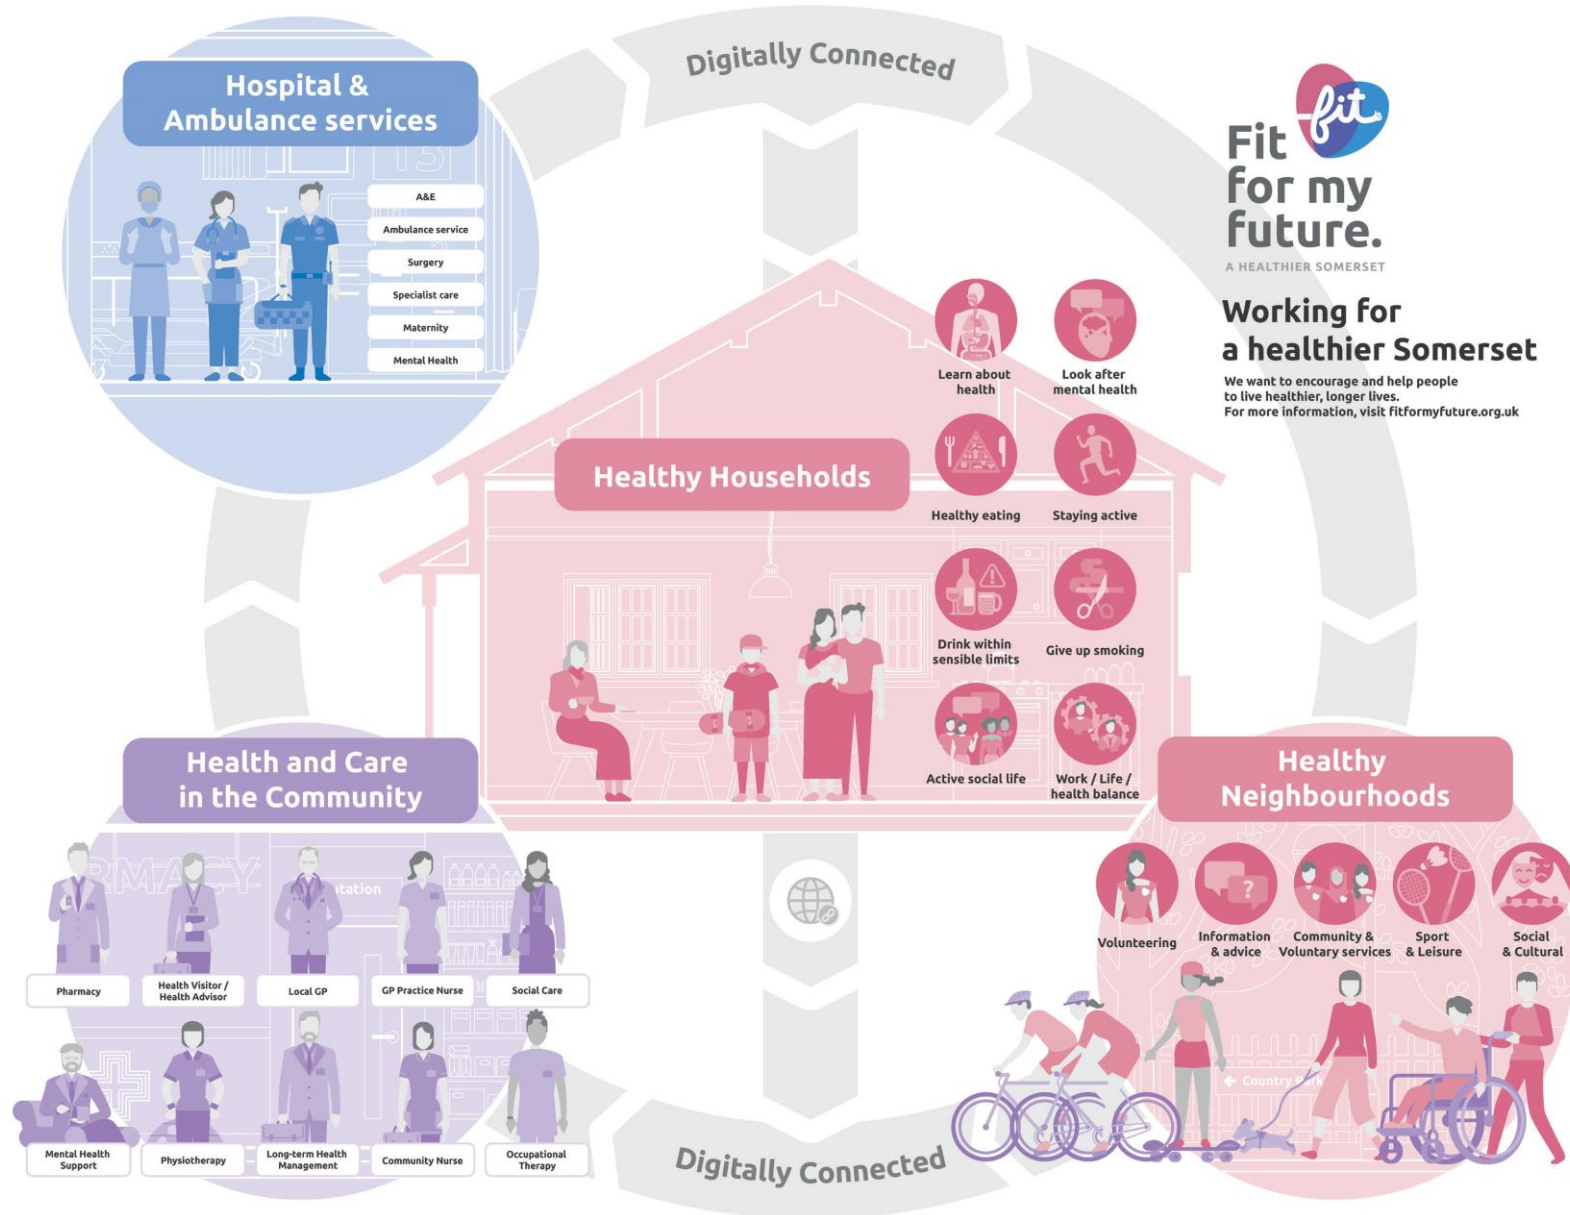 Digitally Connected
Hospital &
Ambulance services
A&E
Ambulance service
Surgery
Specialist care
Maternity
Mental Health
fit
Fit
for my
future.
A HEALTHIER SOMERSET
Working for
a healthier Somerset
We want to encourage and help people
to live healthier, longer lives.
For more information, visit fitformyfuture.org.uk
Healthy Households
Learn about
health
Look after
mental health
Healthy eating
Staying active
Drink within
sensible limits
Give up smoking
Active social life
Work / Life /
health balance
Health and Care
in the Community
Pharmacy
Health Visitor /
Health Advisor
Local GP
GP Practice Nurse
Social Care
Mental Health
Support
Physiotherapy
Long-term Health
Management
Community Nurse
Occupational
Therapy
Healthy
Neighbourhoods
Volunteering
Information
& advice
Community &
Voluntary services
Sport
& Leisure
Social
& Cultural
← Country Park
Digitally Connected